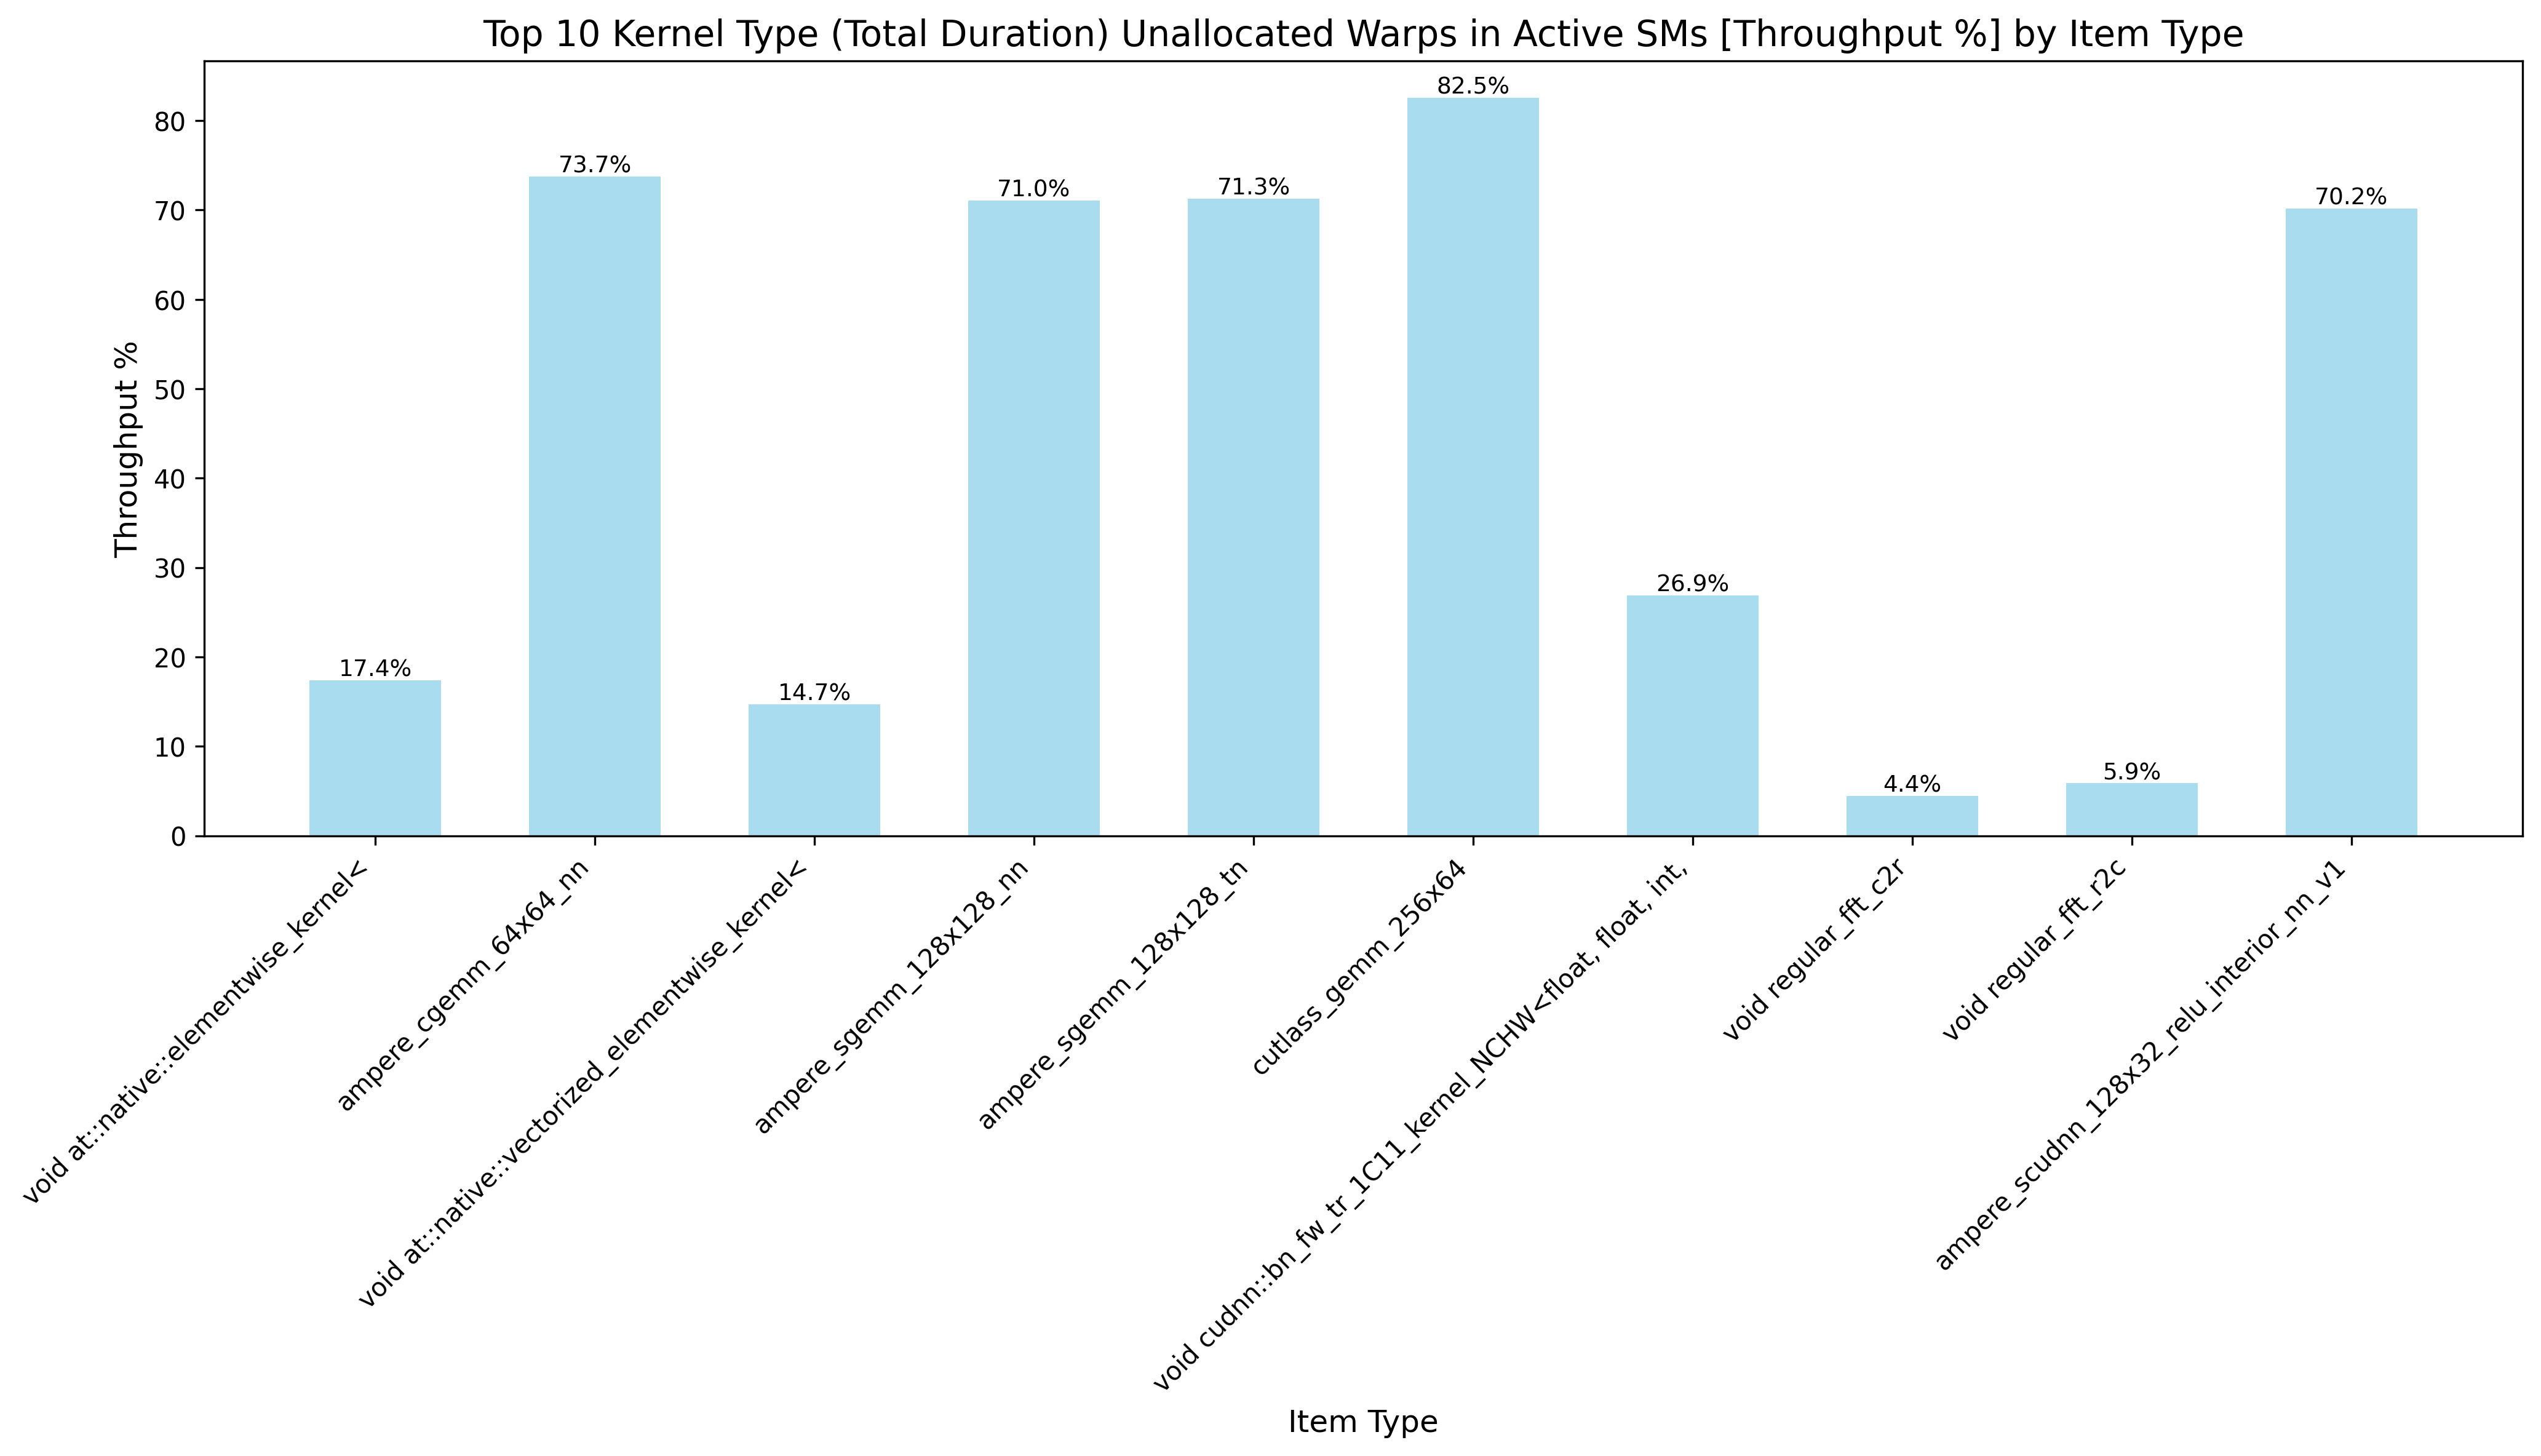 Top 10 Kernel Type (Total Duration) Unallocated Warps in Active SMs [Throughput %] by Item Type
Throughput %
80
70
60
50
40
30
20
10
0
17.4%
73.7%
14.7%
71.0%
71.3%
82.5%
26.9%
4.4%
5.9%
70.2%
void at::native::elementwise_kernel<
ampere_cgemm_64x64_nn
void at::native::vectorized_elementwise_kernel<
ampere_sgemm_128x128_nn
ampere_sgemm_128x128_tn
cutlass_gemm_256x64
void cudnn::bn_fw_tr_1C11_kernel_NCHW<float, float, int,
void regular_fft_c2r
void regular_fft_r2c
ampere_scudnn_128x32_relu_interior_nn_v1
Item Type